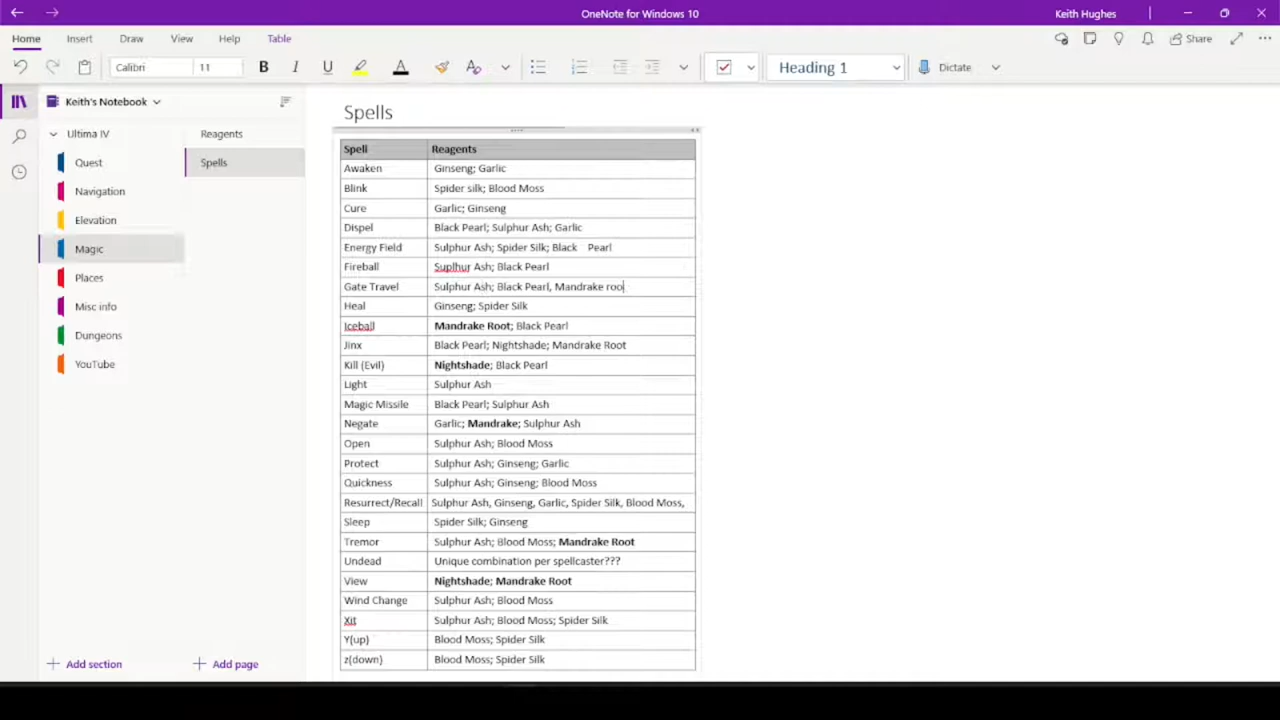 OneNote for Windows 10
Keith Hughes
Home Insert Draw View Help Table
Share
Calibri 11 B I U A Heading 1 Dictate
Keith's Notebook
Ultima IV
Quest
Navigation
Elevation
Magic
Places
Misc info
Dungeons
YouTube
Add section
Reagents
Spells
Add page
Spells
Spell Reagents
Awaken Ginseng; Garlic
Blink Spider silk; Blood Moss
Cure Garlic; Ginseng
Dispel Black Pearl; Sulphur Ash; Garlic
Energy Field Sulphur Ash; Spider Silk; Black Pearl
Fireball Suplhur Ash; Black Pearl
Gate Travel Sulphur Ash; Black Pearl, Mandrake roo
Heal Ginseng; Spider Silk
Iceball Mandrake Root; Black Pearl
Jinx Black Pearl; Nightshade; Mandrake Root
Kill (Evil) Nightshade; Black Pearl
Light Sulphur Ash
Magic Missile Black Pearl; Sulphur Ash
Negate Garlic; Mandrake; Sulphur Ash
Open Sulphur Ash; Blood Moss
Protect Sulphur Ash; Ginseng; Garlic
Quickness Sulphur Ash; Ginseng; Blood Moss
Resurrect/Recall Sulphur Ash, Ginseng, Garlic, Spider Silk, Blood Moss,
Sleep Spider Silk; Ginseng
Tremor Sulphur Ash; Blood Moss; Mandrake Root
Undead Unique combination per spellcaster???
View Nightshade; Mandrake Root
Wind Change Sulphur Ash; Blood Moss
Xit Sulphur Ash; Blood Moss; Spider Silk
Y(up) Blood Moss; Spider Silk
z(down) Blood Moss; Spider Silk